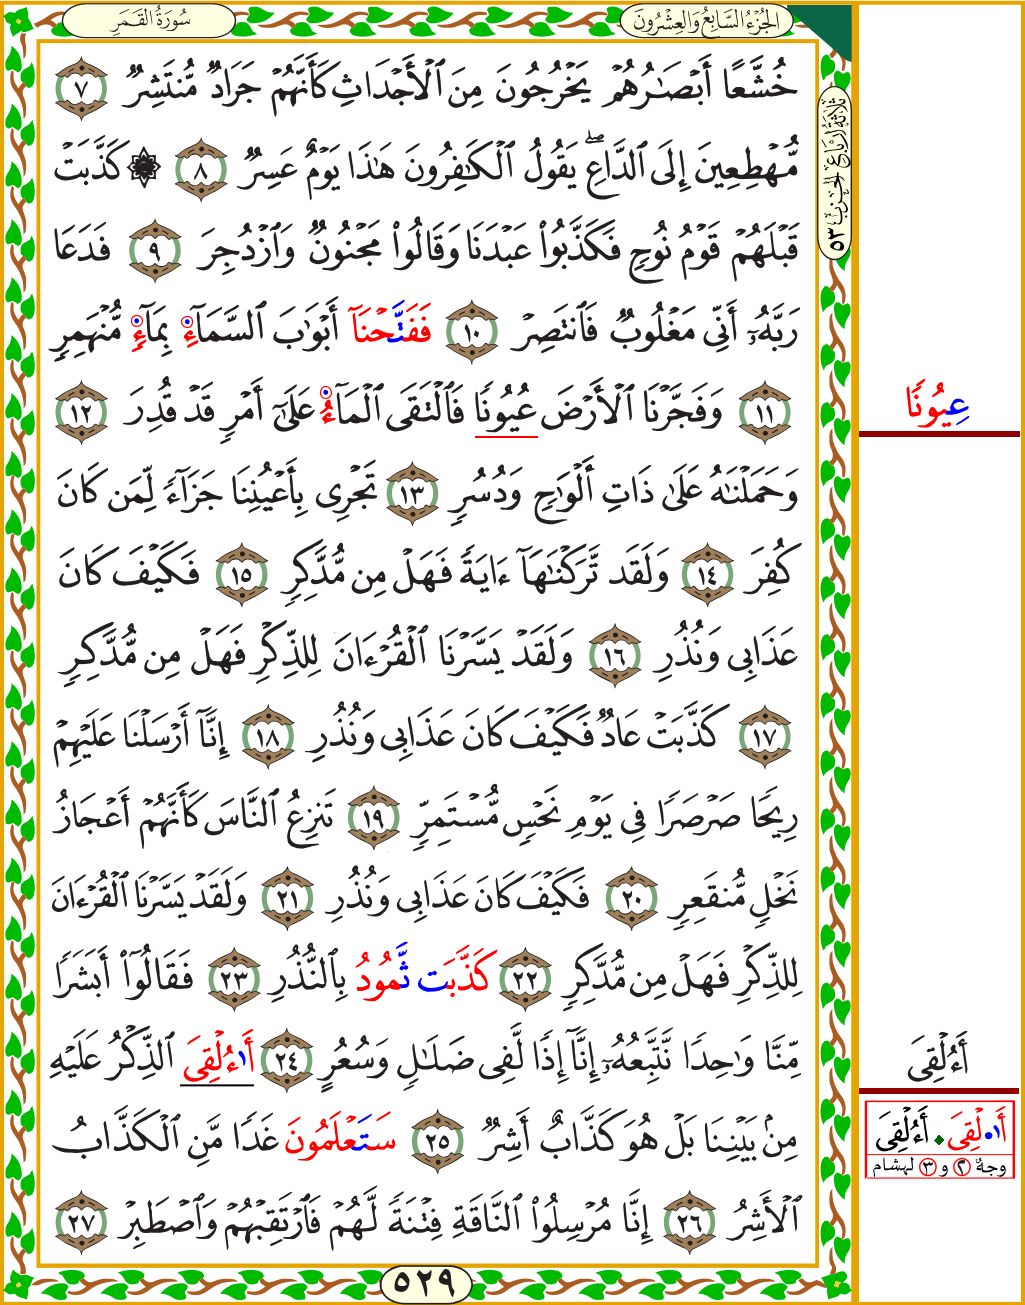 سُورَةُ القَمَرِ
الجُزْءُ السَّابِعُ وَالعِشْرُونَ
ثَلَاثَةُ أَرْبَاعِ الحِزْبِ ٥٣
خُشَّعًا أَبْصَٰرُهُمْ يَخْرُجُونَ مِنَ ٱلْأَجْدَاثِ كَأَنَّهُمْ جَرَادٌ مُّنتَشِرٌ ٧
مُّهْطِعِينَ إِلَى ٱلدَّاعِ ۖ يَقُولُ ٱلْكَٰفِرُونَ هَٰذَا يَوْمٌ عَسِرٌ ٨ ۞ كَذَّبَتْ
قَبْلَهُمْ قَوْمُ نُوحٍ فَكَذَّبُوا۟ عَبْدَنَا وَقَالُوا۟ مَجْنُونٌ وَٱزْدُجِرَ ٩ فَدَعَا
رَبَّهُۥٓ أَنِّى مَغْلُوبٌ فَٱنتَصِرْ ١٠ فَفَتَّحْنَآ أَبْوَٰبَ ٱلسَّمَآءِ بِمَآءٍ مُّنْهَمِرٍ
١١ وَفَجَّرْنَا ٱلْأَرْضَ عُيُونًا فَٱلْتَقَى ٱلْمَآءُ عَلَىٰٓ أَمْرٍ قَدْ قُدِرَ ١٢
عِيُونًا
وَحَمَلْنَٰهُ عَلَىٰ ذَاتِ أَلْوَٰحٍ وَدُسُرٍ ١٣ تَجْرِى بِأَعْيُنِنَا جَزَآءً لِّمَن كَانَ
كُفِرَ ١٤ وَلَقَد تَّرَكْنَٰهَآ ءَايَةً فَهَلْ مِن مُّدَّكِرٍ ١٥ فَكَيْفَ كَانَ
عَذَابِى وَنُذُرِ ١٦ وَلَقَدْ يَسَّرْنَا ٱلْقُرْءَانَ لِلذِّكْرِ فَهَلْ مِن مُّدَّكِرٍ
١٧ كَذَّبَتْ عَادٌ فَكَيْفَ كَانَ عَذَابِى وَنُذُرِ ١٨ إِنَّآ أَرْسَلْنَا عَلَيْهِمْ
رِيحًا صَرْصَرًا فِى يَوْمِ نَحْسٍ مُّسْتَمِرٍّ ١٩ تَنزِعُ ٱلنَّاسَ كَأَنَّهُمْ أَعْجَازُ
نَخْلٍ مُّنقَعِرٍ ٢٠ فَكَيْفَ كَانَ عَذَابِى وَنُذُرِ ٢١ وَلَقَدْ يَسَّرْنَا ٱلْقُرْءَانَ
لِلذِّكْرِ فَهَلْ مِن مُّدَّكِرٍ ٢٢ كَذَّبَت ثَّمُودُ بِٱلنُّذُرِ ٢٣ فَقَالُوٓا۟ أَبَشَرًا
مِّنَّا وَٰحِدًا نَّتَّبِعُهُۥٓ إِنَّآ إِذًا لَّفِى ضَلَٰلٍ وَسُعُرٍ ٢٤ أَاءُلْقِىَ ٱلذِّكْرُ عَلَيْهِ
أَءُلْقِىَ
مِنۢ بَيْنِنَا بَلْ هُوَ كَذَّابٌ أَشِرٌ ٢٥ سَتَعْلَمُونَ غَدًا مَّنِ ٱلْكَذَّابُ
أَا۬لْقِىَ ♦ أَءُلْقِىَ
وجهٌ ٢ و ٣ لهشام
ٱلْأَشِرُ ٢٦ إِنَّا مُرْسِلُوا۟ ٱلنَّاقَةِ فِتْنَةً لَّهُمْ فَٱرْتَقِبْهُمْ وَٱصْطَبِرْ ٢٧
٥٢٩